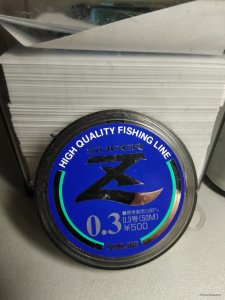 HIGH QUALITY FISHING LINE
SUPER
Z
0.3
0.3号(50M)
¥500